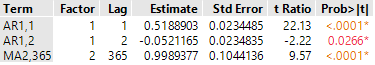 Term Factor Lag Estimate Std Error t Ratio Prob>|t|
AR1,1 1 1 0.5188903 0.0234485 22.13 <.0001*
AR1,2 1 2 -0.0521165 0.0234835 -2.22 0.0266*
MA2,365 2 365 0.9989377 0.1044136 9.57 <.0001*